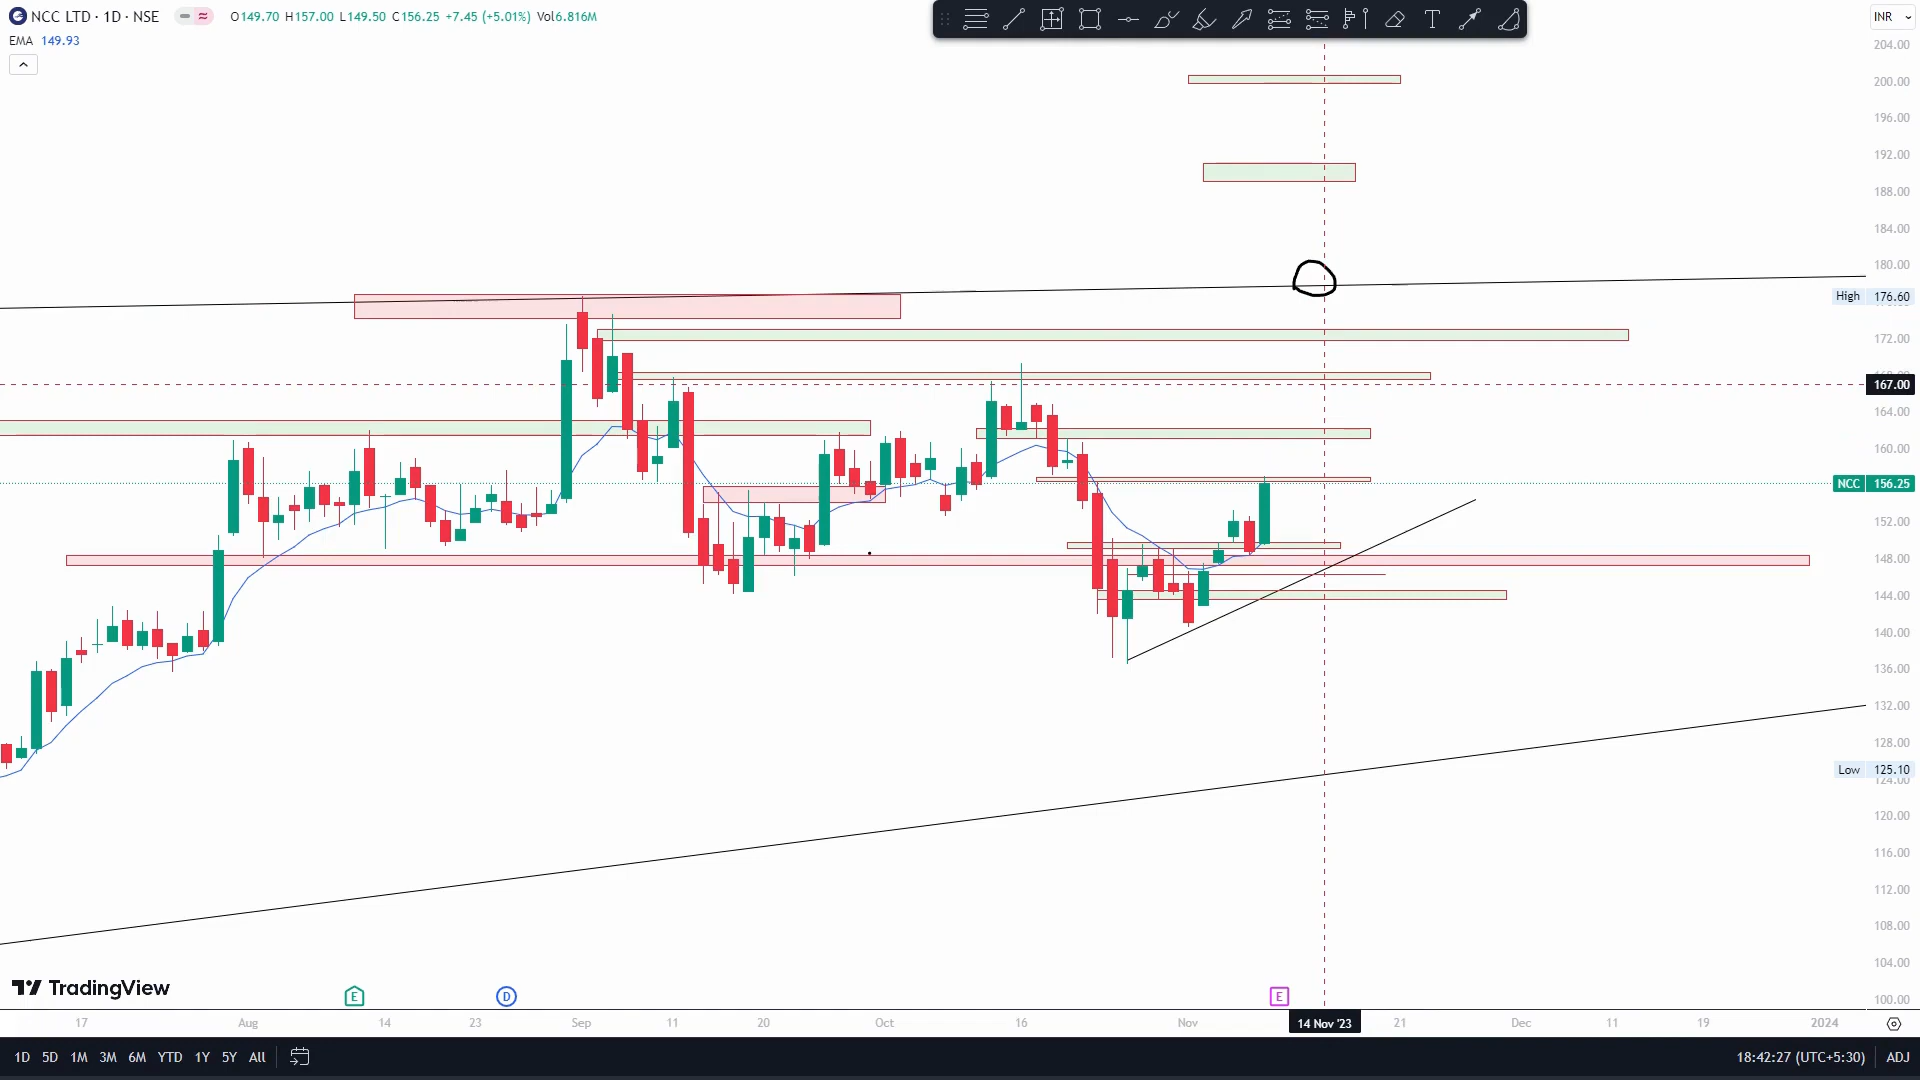 NCC LTD · 1D · NSE O149.70 H157.00 L149.50 C156.25 +7.45 (+5.01%) Vol6.816M
EMA 149.93
INR
204.00
200.00
196.00
192.00
188.00
184.00
180.00
High 176.60
172.00
167.00
164.00
160.00
NCC 156.25
152.00
148.00
144.00
140.00
136.00
132.00
128.00
Low 125.10
124.00
120.00
116.00
112.00
108.00
104.00
100.00
TradingView
E D E
17 Aug 14 23 Sep 11 20 Oct 16 Nov 14 Nov '23 21 Dec 11 19 2024
1D 5D 1M 3M 6M YTD 1Y 5Y All 18:42:27 (UTC+5:30) ADJ